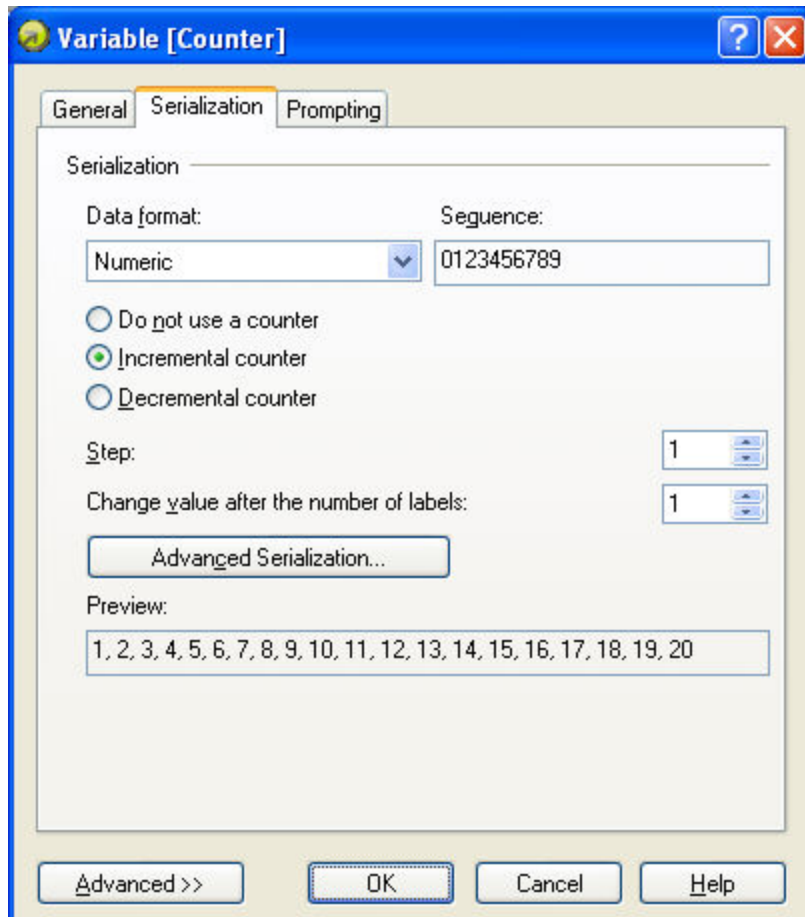 Variable [Counter]
General Serialization Prompting
Serialization
Data format: Sequence:
Numeric 0123456789
Do not use a counter
Incremental counter
Decremental counter
Step: 1
Change value after the number of labels: 1
Advanced Serialization...
Preview:
1, 2, 3, 4, 5, 6, 7, 8, 9, 10, 11, 12, 13, 14, 15, 16, 17, 18, 19, 20
Advanced >> OK Cancel Help